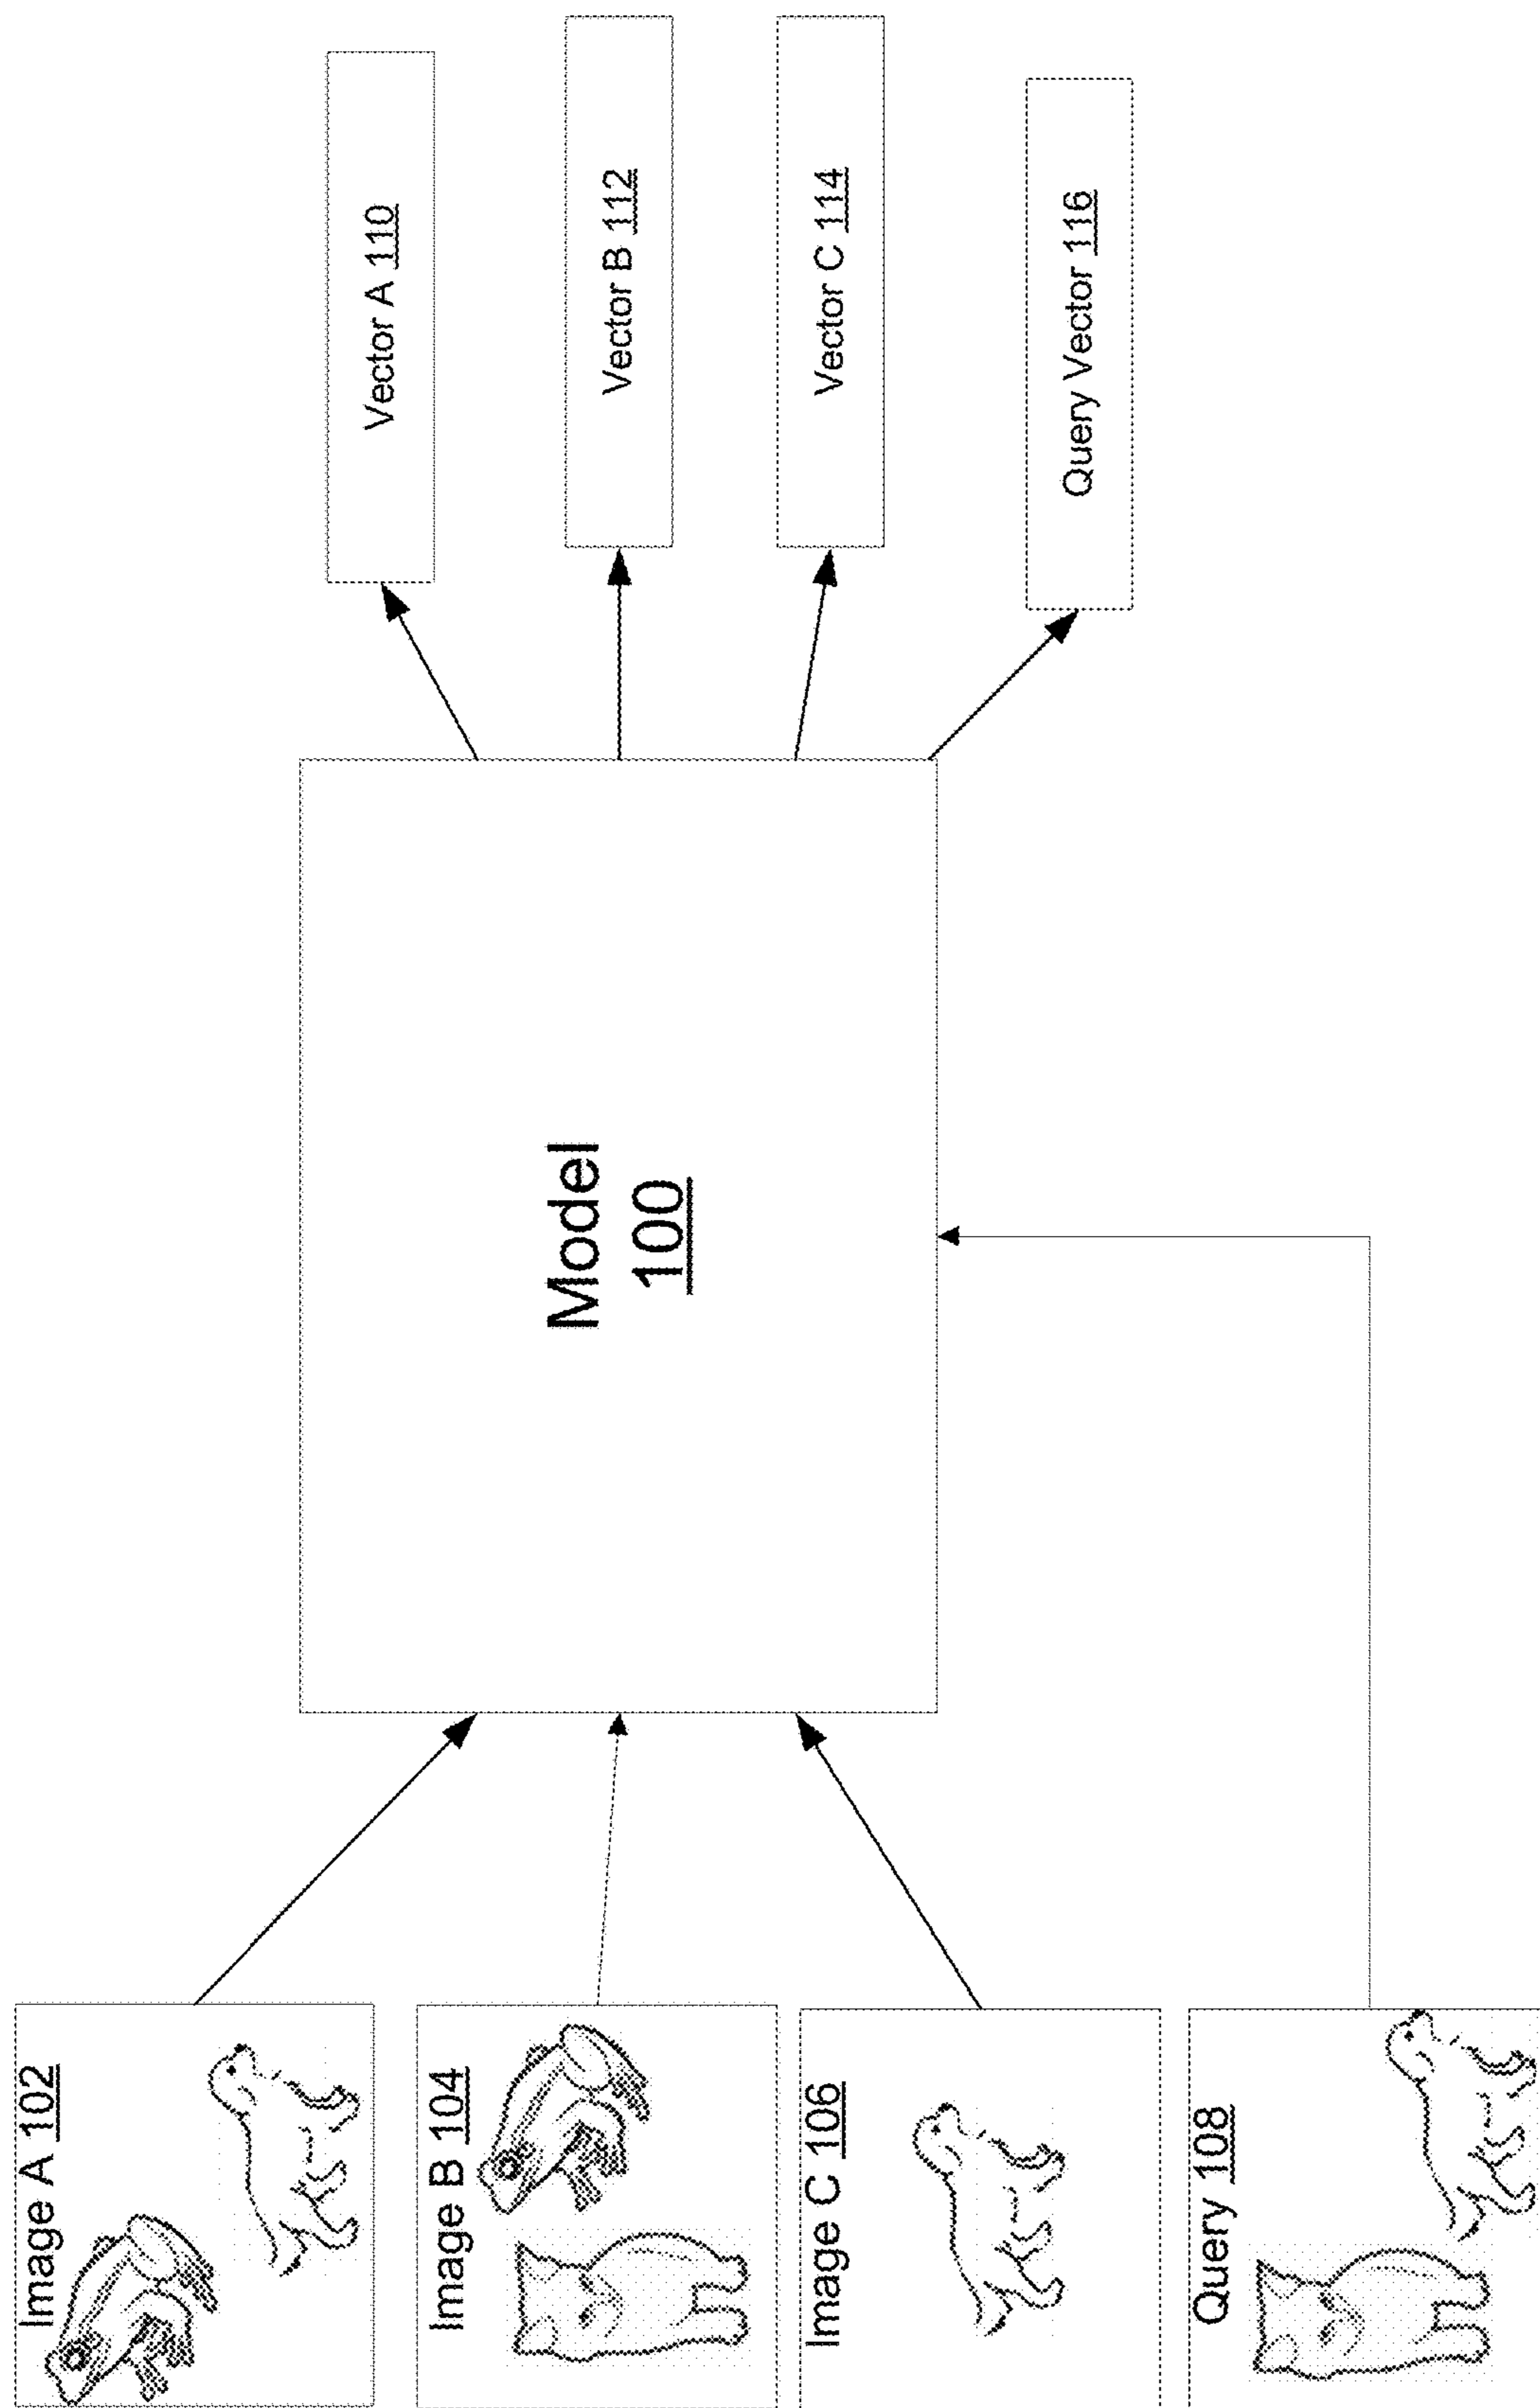 Image A 102
Image B 104
Image C 106
Query 108
Model
100
Vector A 110
Vector B 112
Vector C 114
Query Vector 116